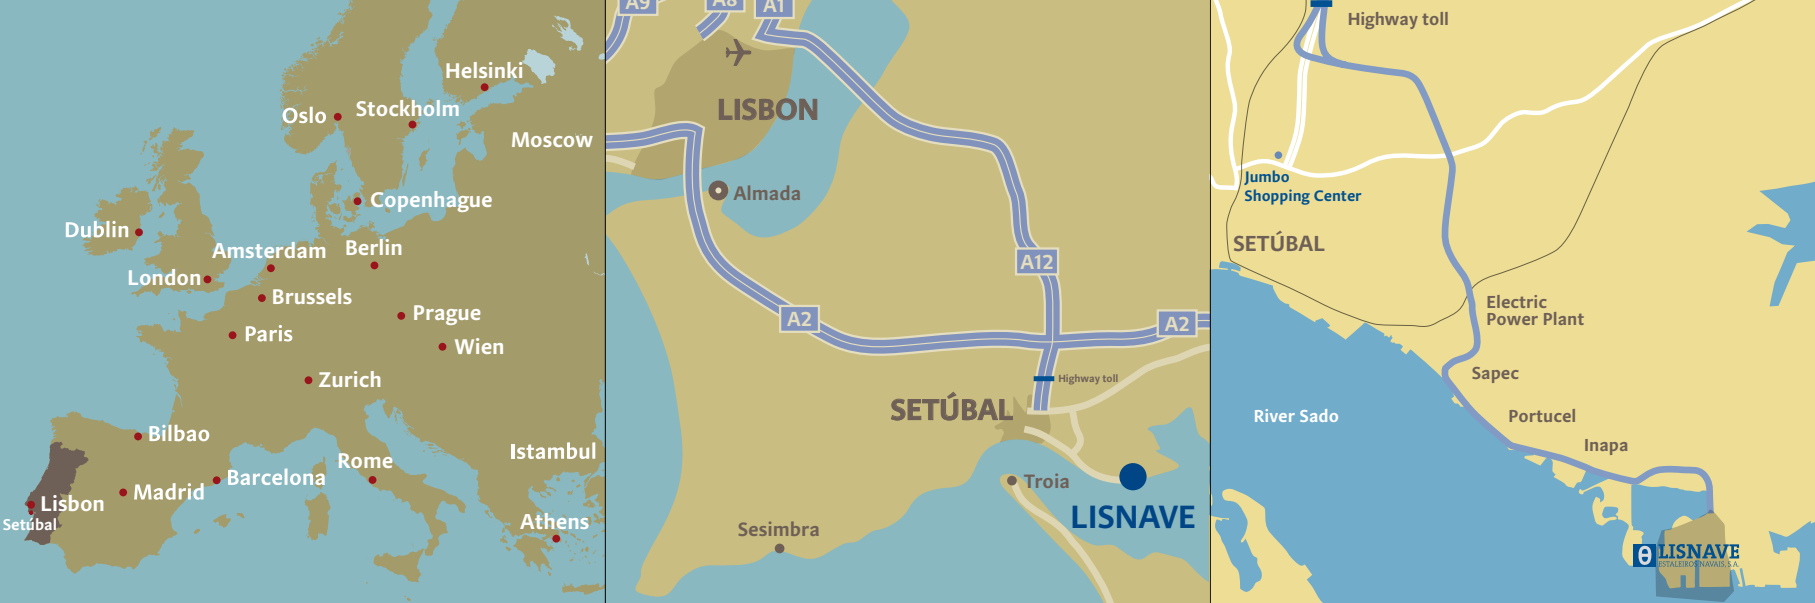 Helsinki
Oslo
Stockholm
Moscow
Copenhague
Dublin
Amsterdam
Berlin
London
Brussels
Prague
Paris
Wien
Zurich
Bilbao
Istambul
Rome
Barcelona
Madrid
Lisbon
Setúbal
Athens
A9
A8
A1
LISBON
Almada
A12
A2
A2
Highway toll
SETÚBAL
Troia
LISNAVE
Sesimbra
Highway toll
Jumbo
Shopping Center
SETÚBAL
Electric
Power Plant
Sapec
River Sado
Portucel
Inapa
LISNAVE
ESTALEIROS NAVAIS, S.A.